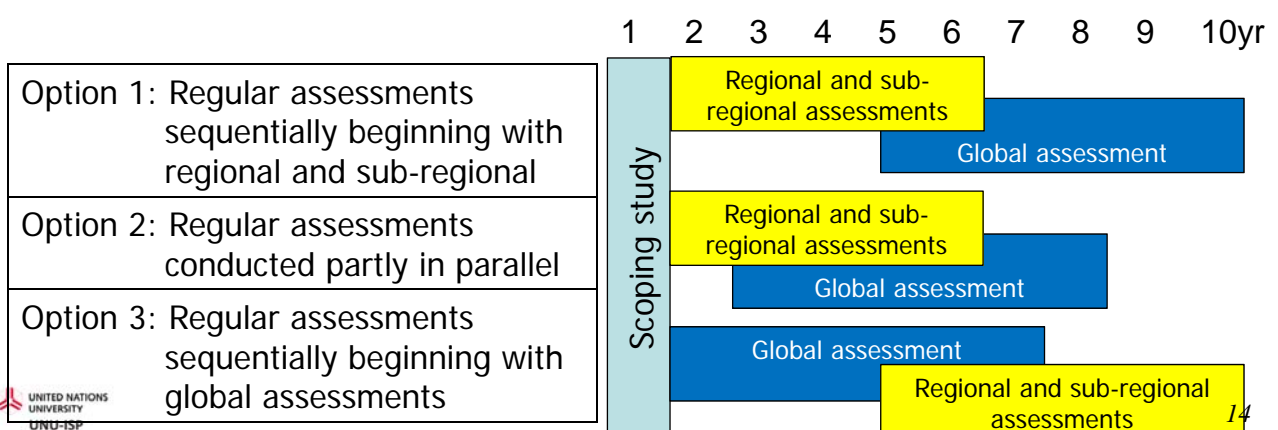 1 2 3 4 5 6 7 8 9 10yr
Option 1: Regular assessments
sequentially beginning with
regional and sub-regional
Option 2: Regular assessments
conducted partly in parallel
Option 3: Regular assessments
sequentially beginning with
global assessments
Scoping study
Regional and sub-
regional assessments
Global assessment
Regional and sub-
regional assessments
Global assessment
Global assessment
Regional and sub-regional
assessments
UNITED NATIONS
UNIVERSITY
UNU-ISP
14